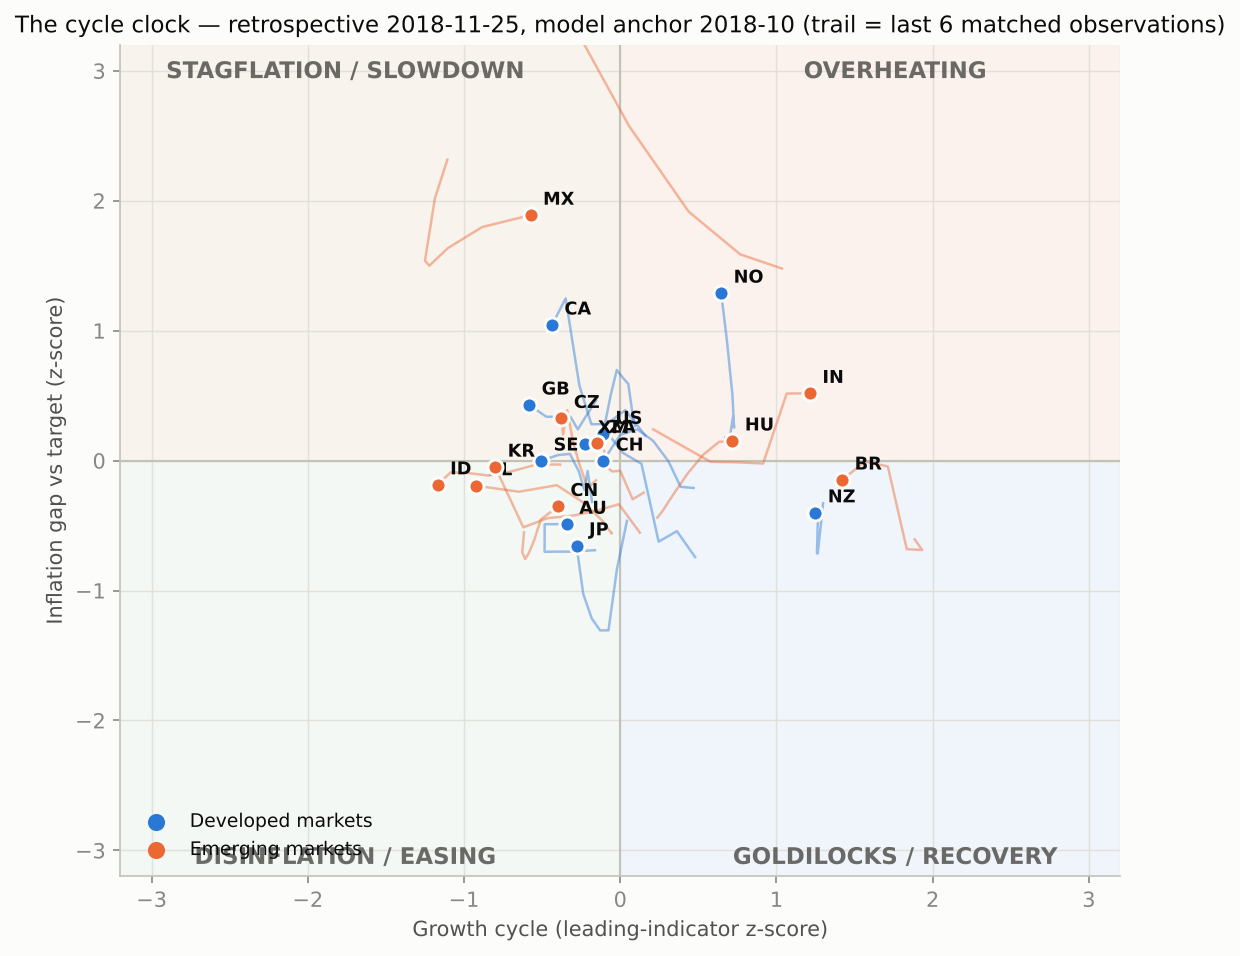 The cycle clock — retrospective 2018-11-25, model anchor 2018-10 (trail = last 6 matched observations)
STAGFLATION / SLOWDOWN
OVERHEATING
MX
NO
CA
IN
GB
CZ
US
HU
SE
CH
KR
BR
ID
CN
NZ
AU
JP
Developed markets
Emerging markets
DISINFLATION / EASING
GOLDILOCKS / RECOVERY
3
2
1
0
−1
−2
−3
−3
−2
−1
0
1
2
3
Inflation gap vs target (z-score)
Growth cycle (leading-indicator z-score)